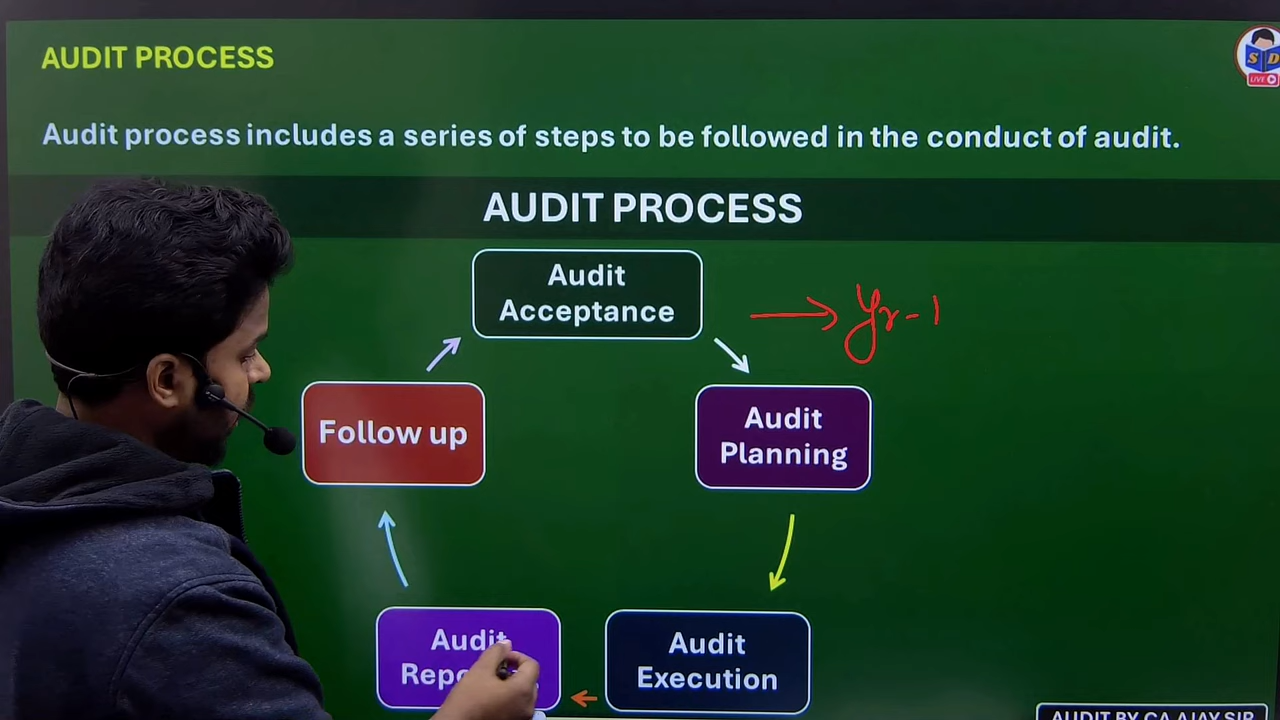 AUDIT PROCESS
S D
LIVE
Audit process includes a series of steps to be followed in the conduct of audit.
AUDIT PROCESS
Audit
Acceptance
Yr-1
Follow up
Audit
Planning
Audit
Audit
Execution
AUDIT BY CA AJAY SIR